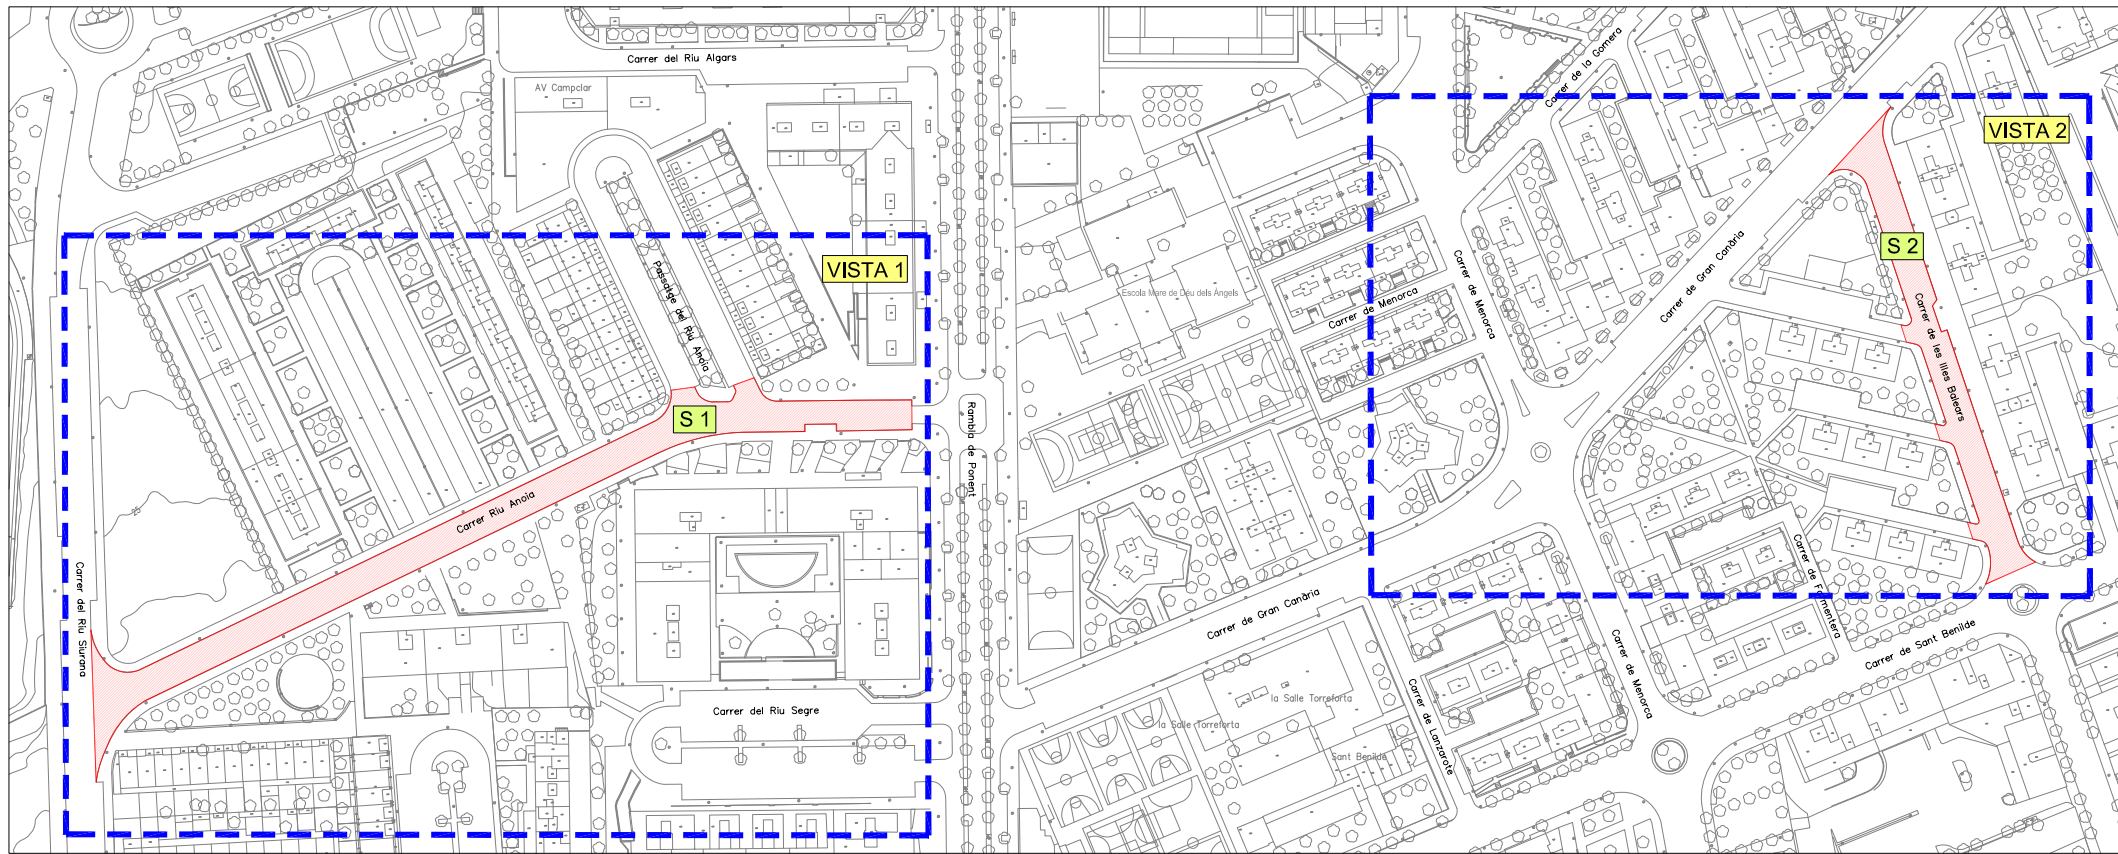 Carrer del Riu Algars
AV Campclar
Carrer de la Gomera
VISTA 2
VISTA 1
Passatge del Riu Anoia
S 2
Carrer de Gran Canària
Carrer de Menorca
Escola Mare de Déu dels Àngels
Carrer de Menorca
Carrer de les Illes Balears
S 1
Rambla de Ponent
Carrer Riu Anoia
25
Carrer del Riu Siurana
Carrer de Formentera
Carrer de Gran Canària
Carrer de Sant Benilde
Carrer de Menorca
Carrer del Riu Segre
la Salle Torreforta
la Salle Torreforta
Carrer de Lanzarote
Sant Benilde